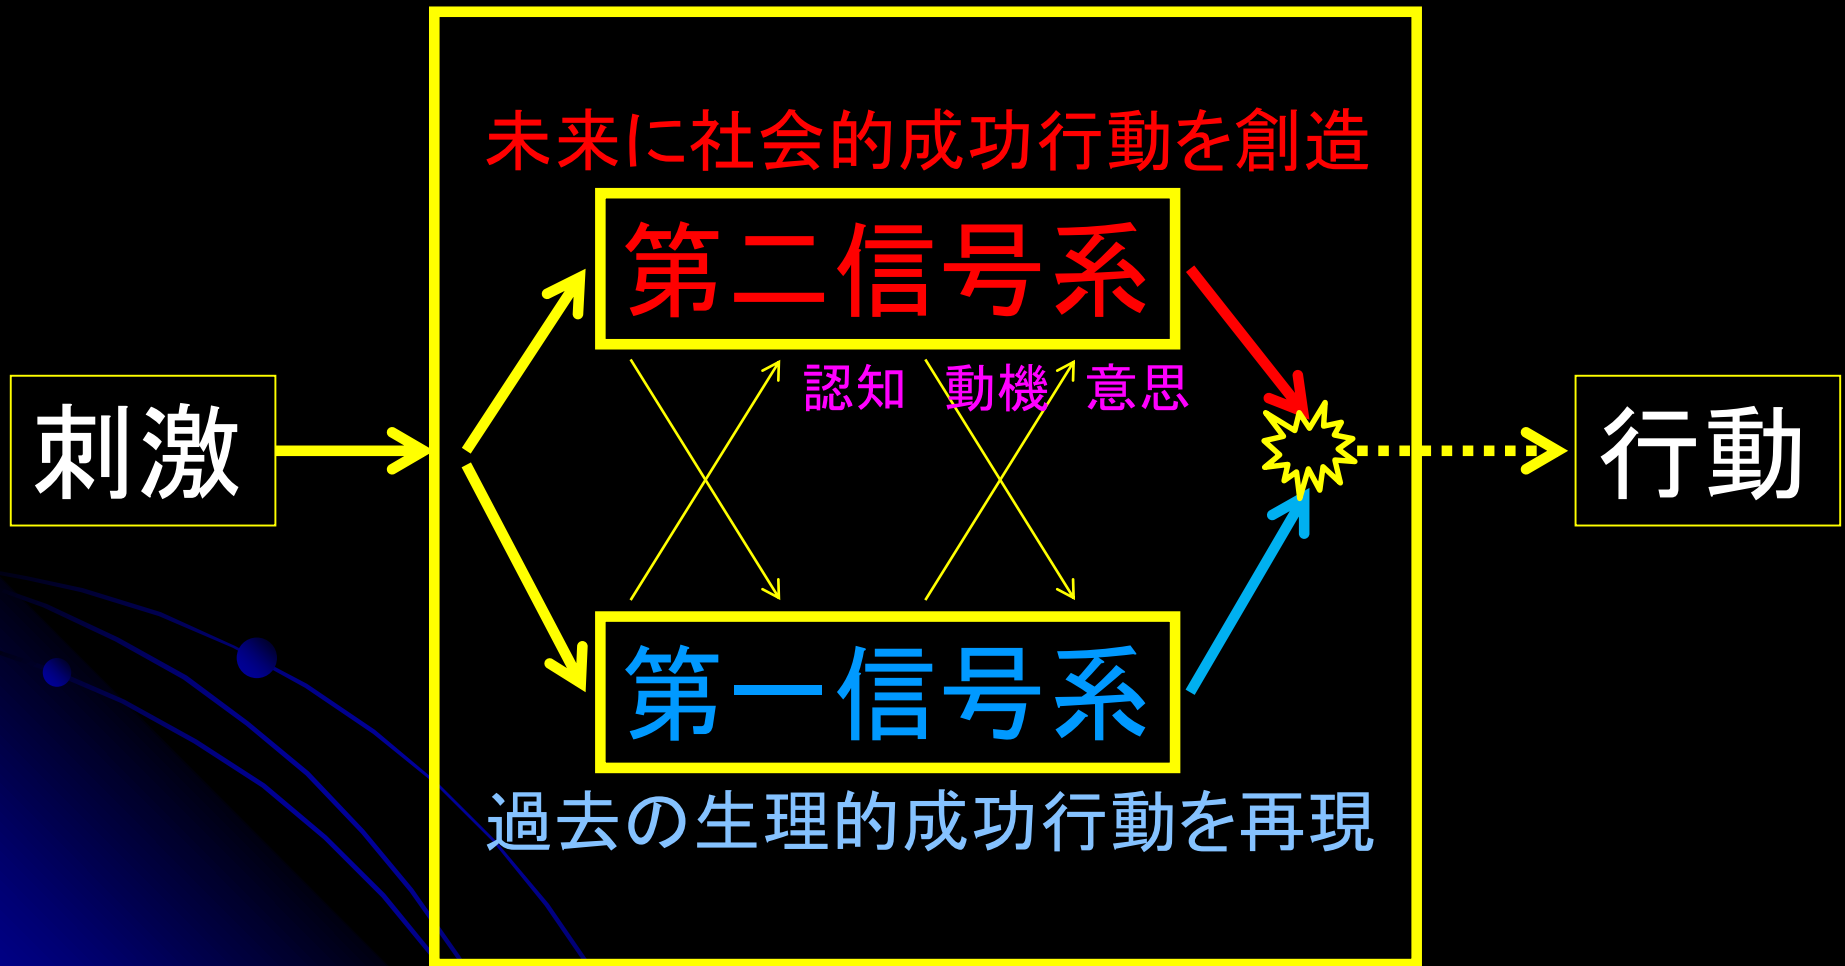 未来に社会的成功行動を創造
第二信号系
認知 動機 意思
刺激
行動
第一信号系
過去の生理的成功行動を再現